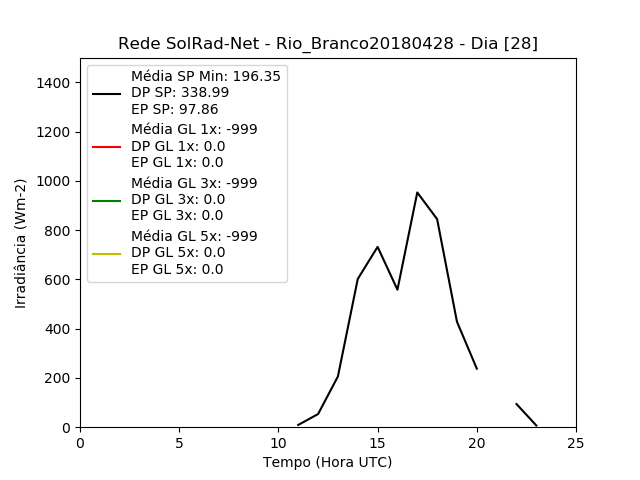 Rede SolRad-Net - Rio_Branco20180428 - Dia [28]
Média SP Min: 196.35
DP SP: 338.99
EP SP: 97.86
Média GL 1x: -999
DP GL 1x: 0.0
EP GL 1x: 0.0
Média GL 3x: -999
DP GL 3x: 0.0
EP GL 3x: 0.0
Média GL 5x: -999
DP GL 5x: 0.0
EP GL 5x: 0.0
Irradiância (Wm-2)
1400
1200
1000
800
600
400
200
0
0 5 10 15 20 25
Tempo (Hora UTC)